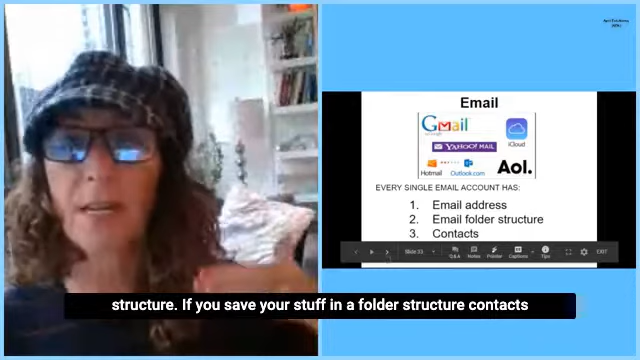 Email
Gmail
iCloud
YAHOO! MAIL
Hotmail
Outlook.com
Aol.
EVERY SINGLE EMAIL ACCOUNT HAS:
1. Email address
2. Email folder structure
3. Contacts
Slide 23
Q&A
Notes
Pointer
Captions
Tips
EXIT
structure. If you save your stuff in a folder structure contacts